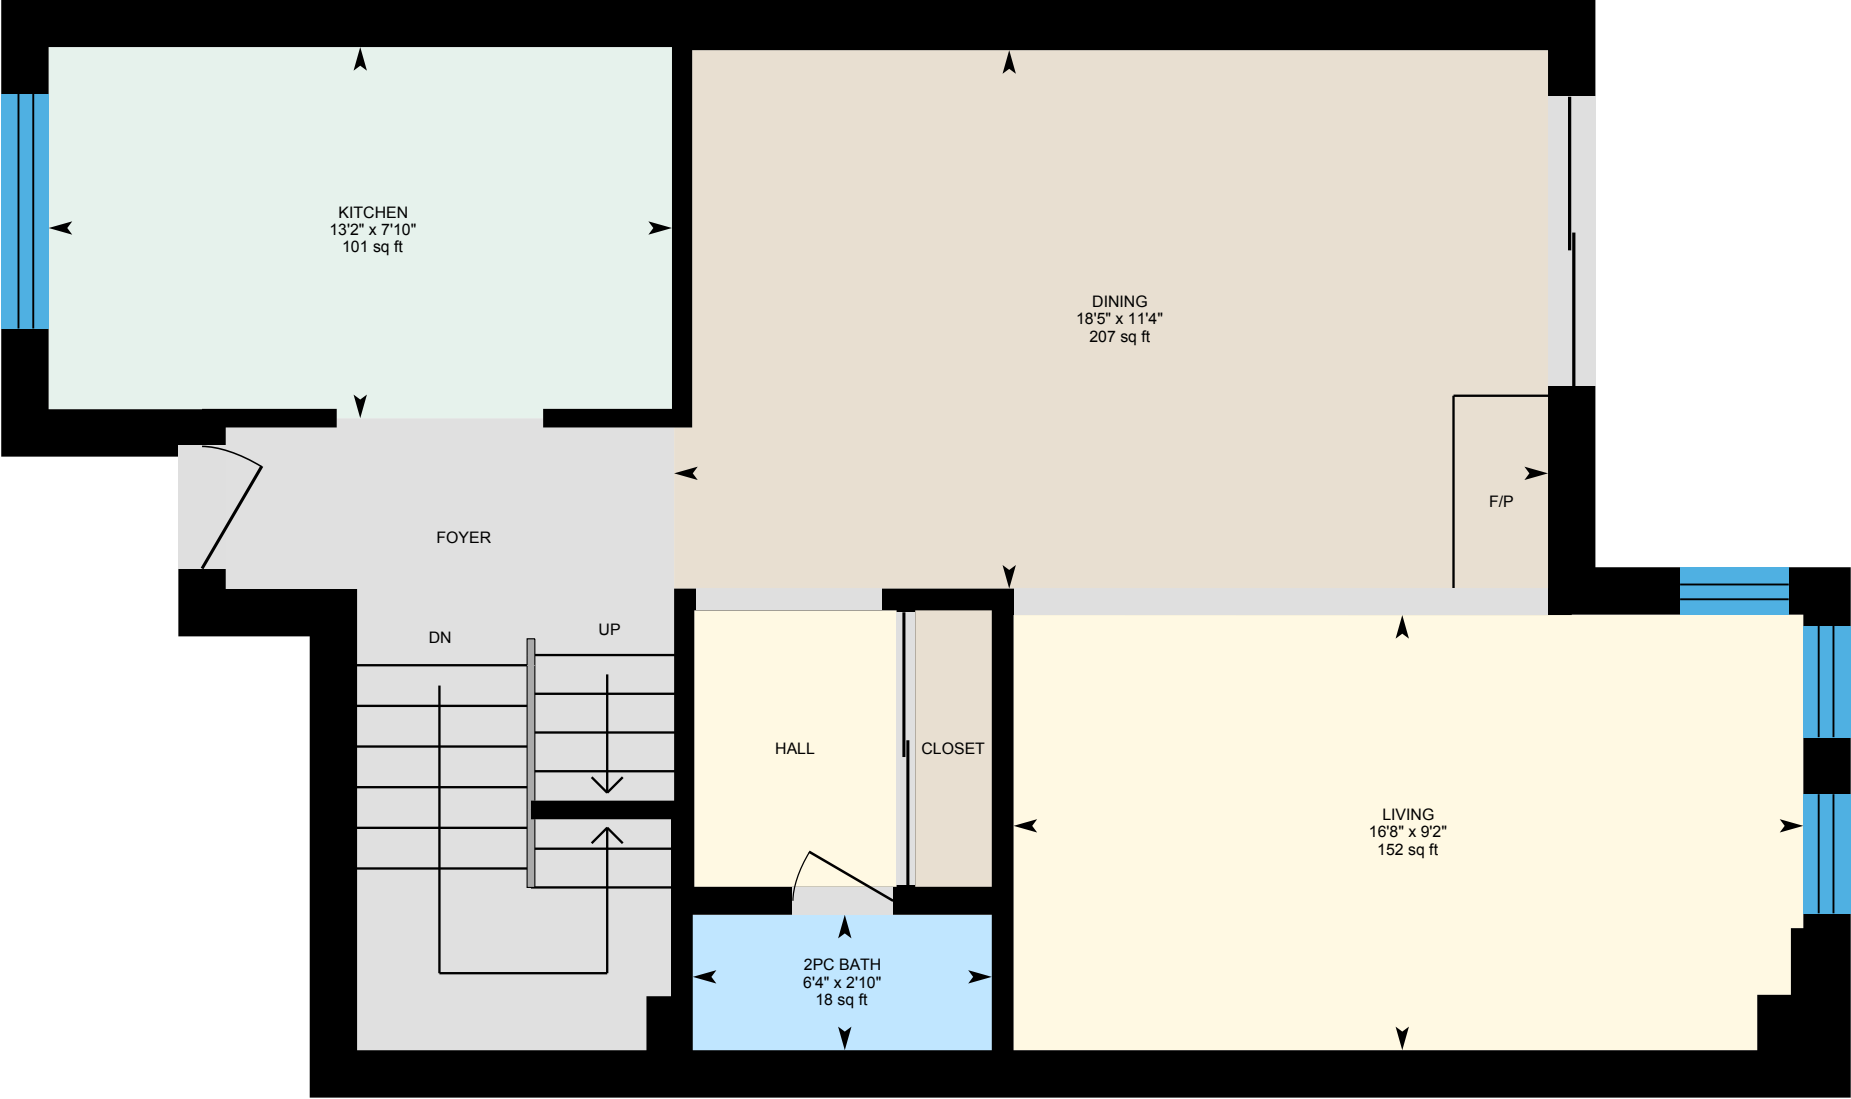 KITCHEN
13'2" x 7'10"
101 sq ft
DINING
18'5" x 11'4"
207 sq ft
F/P
FOYER
DN
UP
HALL
CLOSET
LIVING
16'8" x 9'2"
152 sq ft
2PC BATH
6'4" x 2'10"
18 sq ft